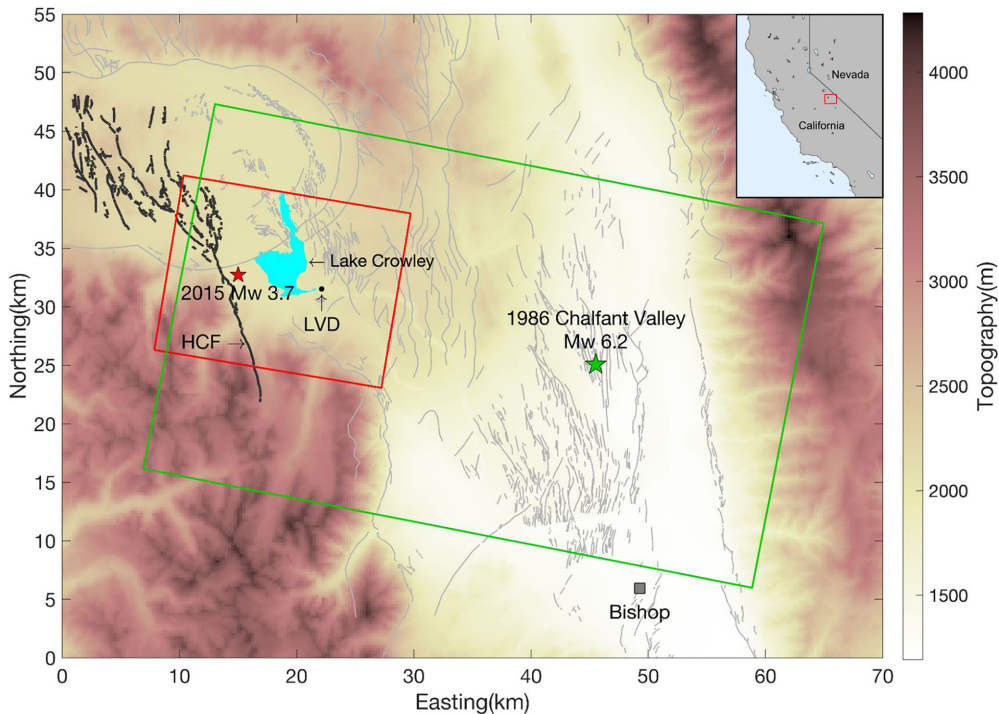 55
50
45
40
35
30
25
20
15
10
5
0
Northing(km)
0
10
20
30
40
50
60
70
Easting(km)
Nevada
California
← Lake Crowley
2015 Mw 3.7
↑
LVD
HCF →
1986 Chalfant Valley
Mw 6.2
Bishop
4000
3500
3000
2500
2000
1500
Topography(m)